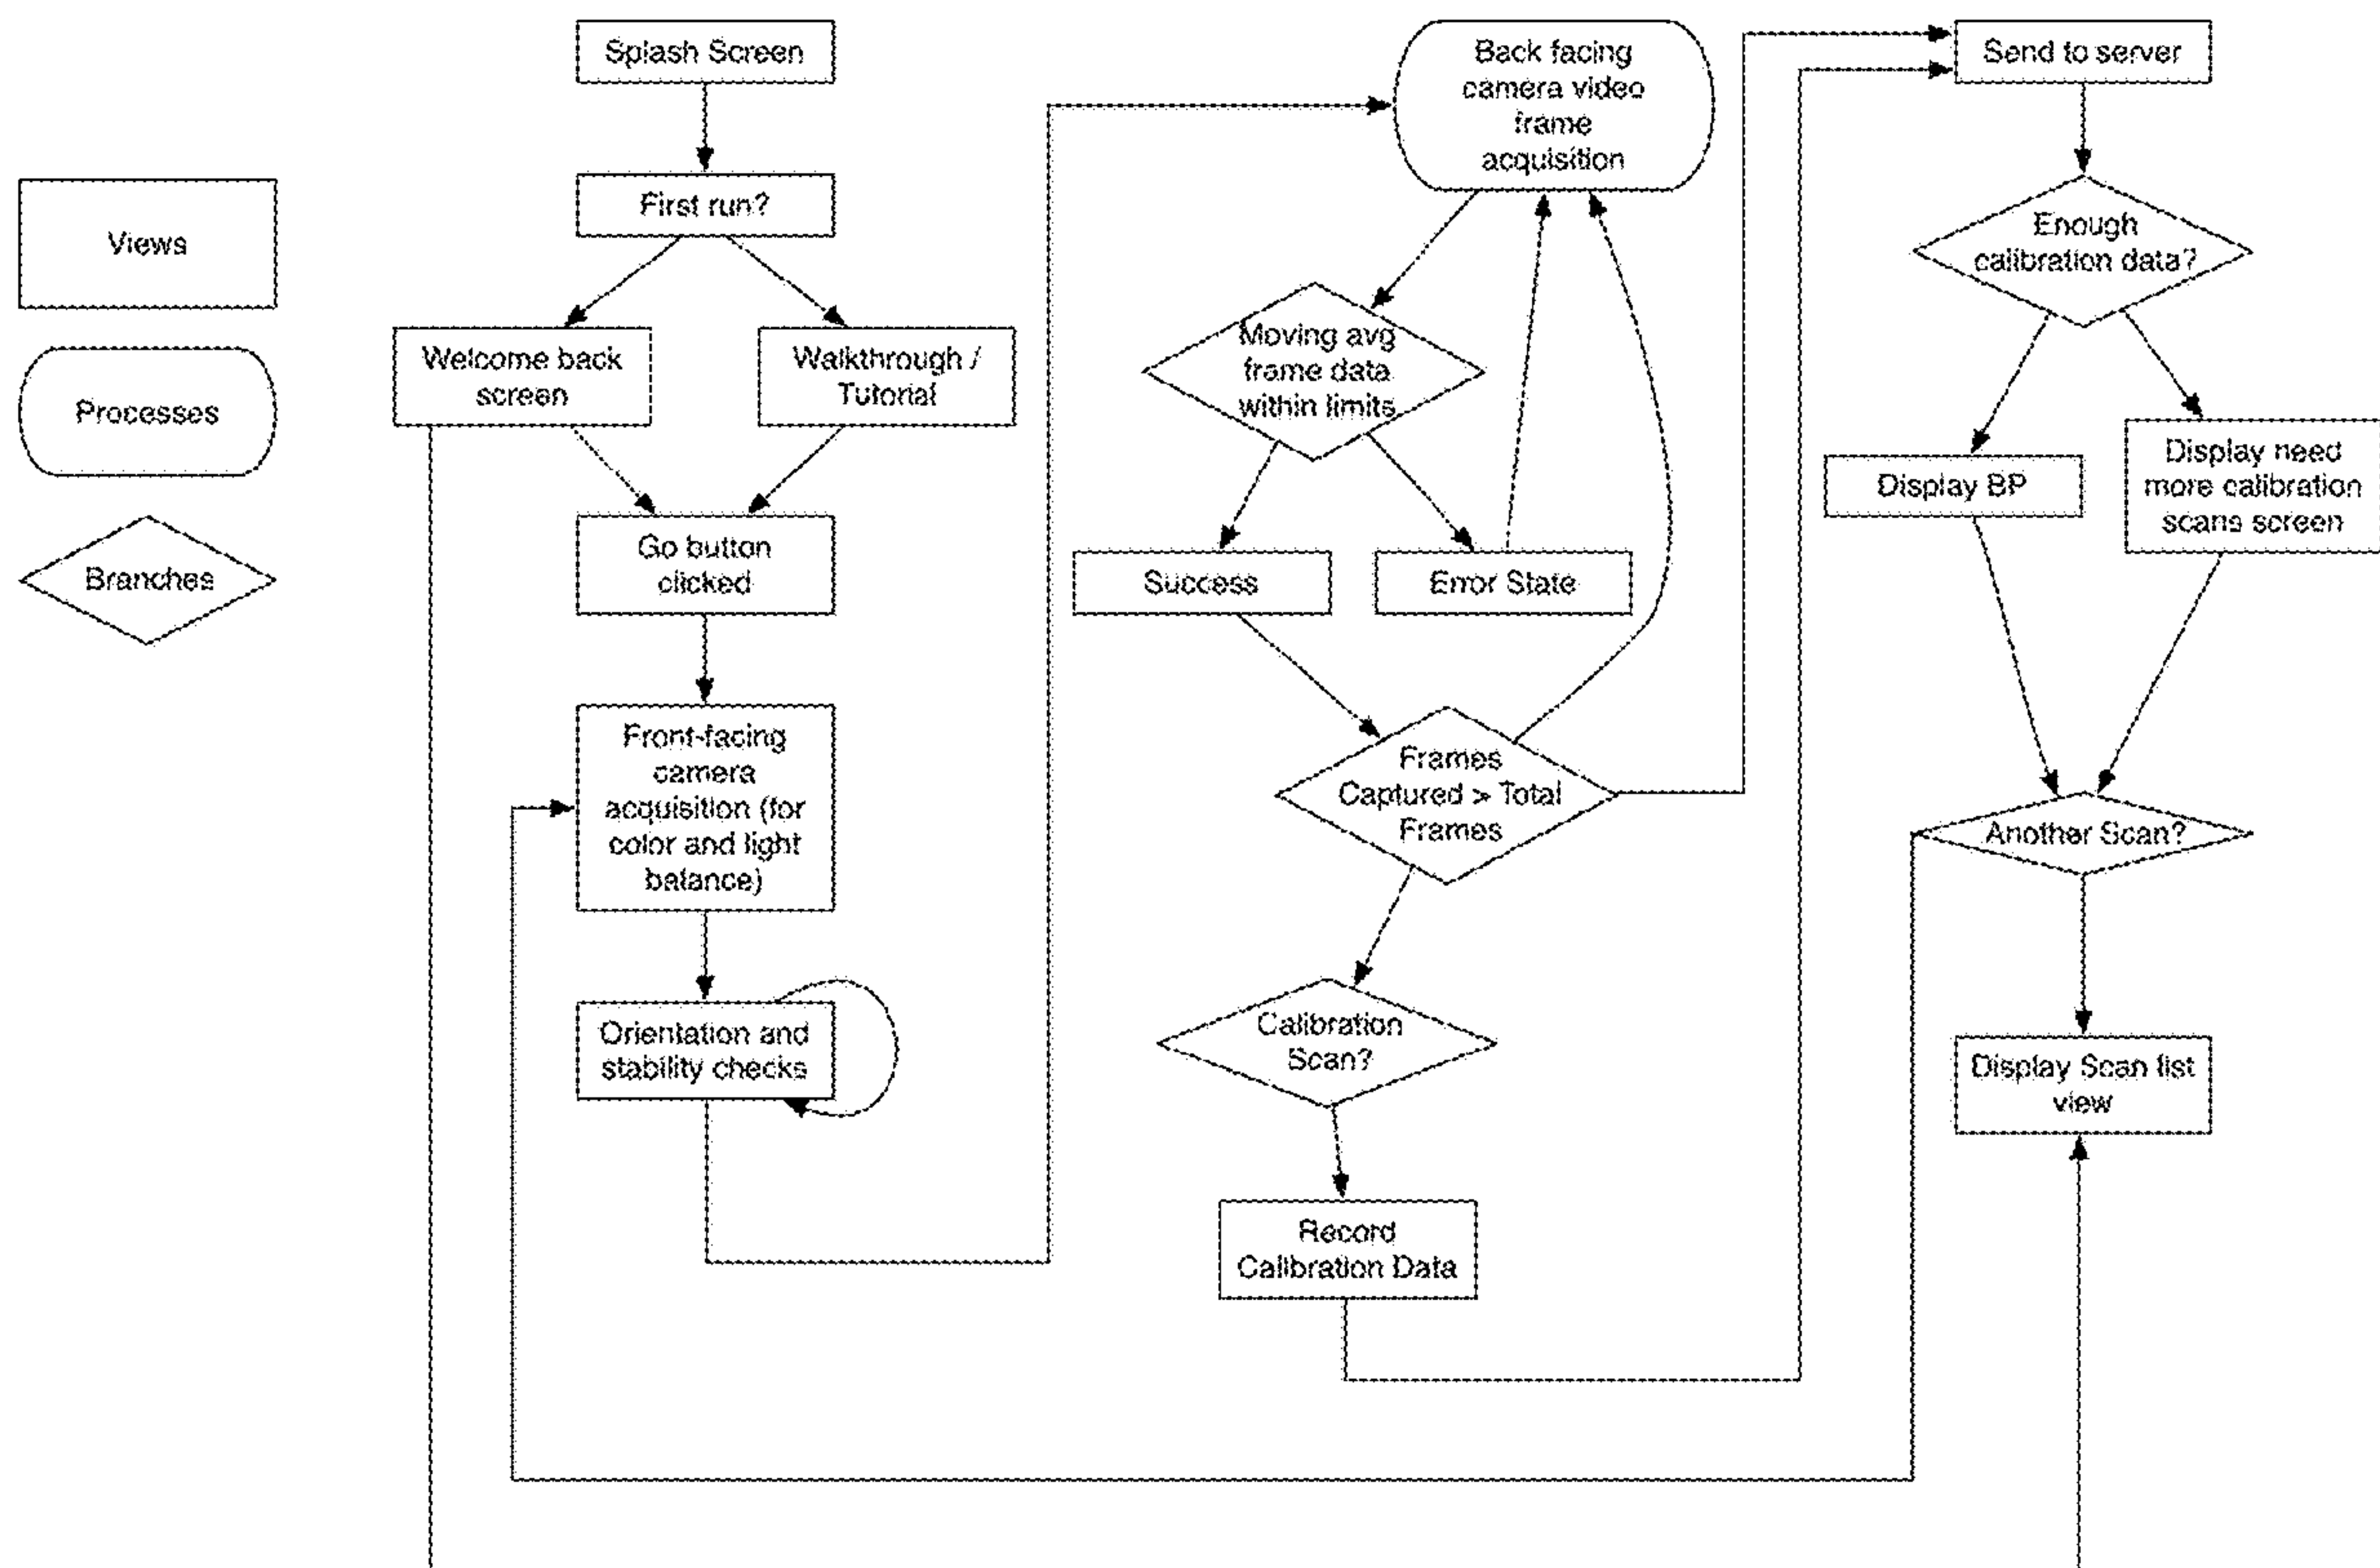 Views
Processes
Branches
Splash Screen
First run?
Welcome back
screen
Walkthrough /
Tutorial
Go button
clicked
Front-facing
camera
acquisition (for
color and light
balance)
Orientation and
stability checks
Back facing
camera video
frame
acquisition
Moving avg
frame data
within limits
Success
Error State
Frames
Captured > Total
Frames
Calibration
Scan?
Record
Calibration Data
Send to server
Enough
calibration data?
Display BP
Display need
more calibration
scans screen
Another Scan?
Display Scan list
view